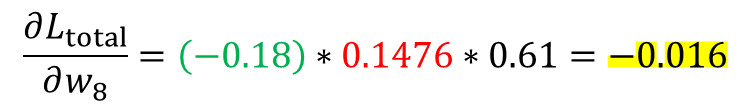 ∂L_total/∂w_8 = (−0.18) * 0.1476 * 0.61 = −0.016